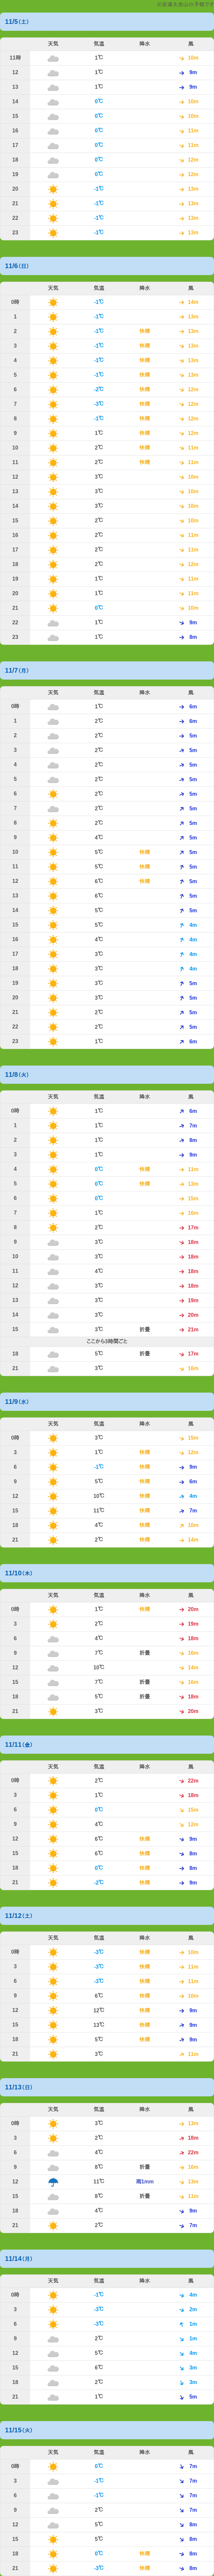 11/5(土)
天気 気温 降水 風
11時 1℃ 10m
12 1℃ 9m
13 1℃ 9m
14 0℃ 10m
15 0℃ 10m
16 0℃ 11m
17 0℃ 11m
18 0℃ 12m
19 0℃ 12m
20 -1℃ 13m
21 -1℃ 13m
22 -1℃ 13m
23 -1℃ 13m
11/6(日)
天気 気温 降水 風
0時 -1℃ 14m
1 -1℃ 13m
2 -1℃ 快晴 13m
3 -1℃ 快晴 13m
4 -1℃ 快晴 13m
5 -1℃ 快晴 13m
6 -2℃ 快晴 12m
7 -3℃ 快晴 12m
8 -1℃ 快晴 12m
9 1℃ 快晴 12m
10 2℃ 快晴 11m
11 2℃ 快晴 11m
12 3℃ 10m
13 3℃ 10m
14 3℃ 10m
15 2℃ 10m
16 2℃ 11m
17 2℃ 11m
18 2℃ 12m
19 1℃ 11m
20 1℃ 11m
21 0℃ 10m
22 1℃ 9m
23 1℃ 8m
11/7(月)
天気 気温 降水 風
0時 1℃ 6m
1 2℃ 6m
2 2℃ 5m
3 2℃ 5m
4 2℃ 5m
5 2℃ 5m
6 2℃ 5m
7 2℃ 5m
8 2℃ 5m
9 4℃ 5m
10 5℃ 快晴 5m
11 5℃ 快晴 5m
12 6℃ 快晴 5m
13 6℃ 5m
14 5℃ 5m
15 5℃ 4m
16 4℃ 4m
17 3℃ 4m
18 3℃ 4m
19 3℃ 5m
20 3℃ 5m
21 2℃ 5m
22 2℃ 5m
23 1℃ 6m
11/8(火)
天気 気温 降水 風
0時 1℃ 6m
1 1℃ 7m
2 1℃ 8m
3 1℃ 9m
4 0℃ 快晴 11m
5 0℃ 快晴 13m
6 0℃ 15m
7 1℃ 16m
8 2℃ 17m
9 3℃ 18m
10 3℃ 18m
11 3℃ 18m
12 3℃ 18m
13 3℃ 19m
14 3℃ 20m
15 3℃ 折畳 21m
ここから3時間ごと
18 5℃ 折畳 17m
21 3℃ 16m
11/9(水)
天気 気温 降水 風
0時 3℃ 15m
3 1℃ 快晴 12m
6 -1℃ 快晴 9m
9 5℃ 快晴 6m
12 10℃ 快晴 4m
15 11℃ 快晴 7m
18 4℃ 快晴 10m
21 2℃ 快晴 14m
11/10(木)
天気 気温 降水 風
0時 1℃ 快晴 20m
3 2℃ 19m
6 4℃ 18m
9 7℃ 折畳 16m
12 10℃ 14m
15 7℃ 折畳 16m
18 5℃ 折畳 18m
21 3℃ 20m
11/11(金)
天気 気温 降水 風
0時 2℃ 22m
3 1℃ 18m
6 0℃ 15m
9 4℃ 12m
12 6℃ 快晴 9m
15 6℃ 快晴 8m
18 0℃ 快晴 8m
21 -2℃ 快晴 9m
11/12(土)
天気 気温 降水 風
0時 -3℃ 快晴 10m
3 -3℃ 快晴 11m
6 -3℃ 快晴 11m
9 6℃ 快晴 10m
12 12℃ 快晴 9m
15 13℃ 快晴 9m
18 5℃ 快晴 9m
21 3℃ 11m
11/13(日)
天気 気温 降水 風
0時 3℃ 13m
3 2℃ 18m
6 4℃ 22m
9 8℃ 折畳 16m
12 11℃ 雨1mm 13m
15 8℃ 折畳 11m
18 4℃ 9m
21 2℃ 7m
11/14(月)
天気 気温 降水 風
0時 -1℃ 4m
3 -3℃ 2m
6 -3℃ 1m
9 2℃ 1m
12 5℃ 4m
15 6℃ 3m
18 2℃ 3m
21 1℃ 5m
11/15(火)
天気 気温 降水 風
0時 0℃ 7m
3 -1℃ 7m
6 -1℃ 7m
9 2℃ 7m
12 5℃ 8m
15 5℃ 8m
18 0℃ 快晴 8m
21 -3℃ 快晴 8m